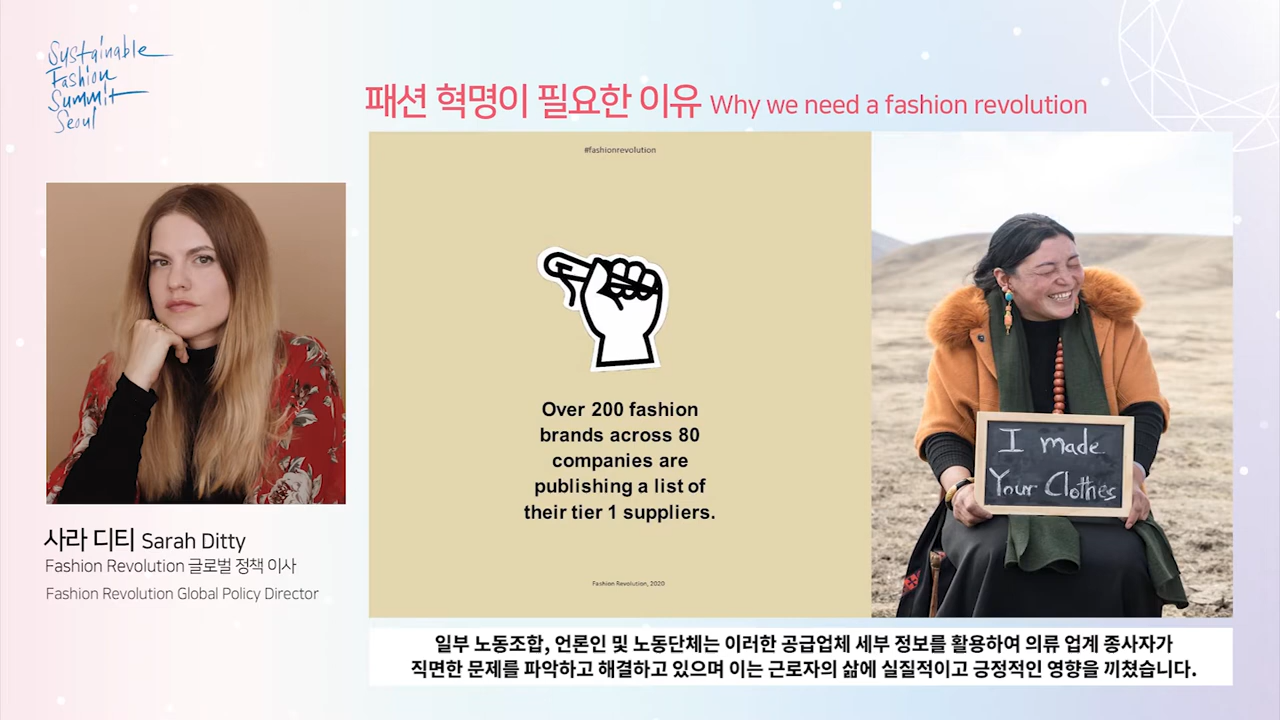 Sustainable
Fashion
Summit
Seoul
패션 혁명이 필요한 이유 Why we need a fashion revolution
#fashionrevolution
Over 200 fashion
brands across 80
companies are
publishing a list of
their tier 1 suppliers.
Fashion Revolution, 2020
I made
Your Clothes
사라 디티 Sarah Ditty
Fashion Revolution 글로벌 정책 이사
Fashion Revolution Global Policy Director
일부 노동조합, 언론인 및 노동단체는 이러한 공급업체 세부 정보를 활용하여 의류 업계 종사자가
직면한 문제를 파악하고 해결하고 있으며 이는 근로자의 삶에 실질적이고 긍정적인 영향을 끼쳤습니다.